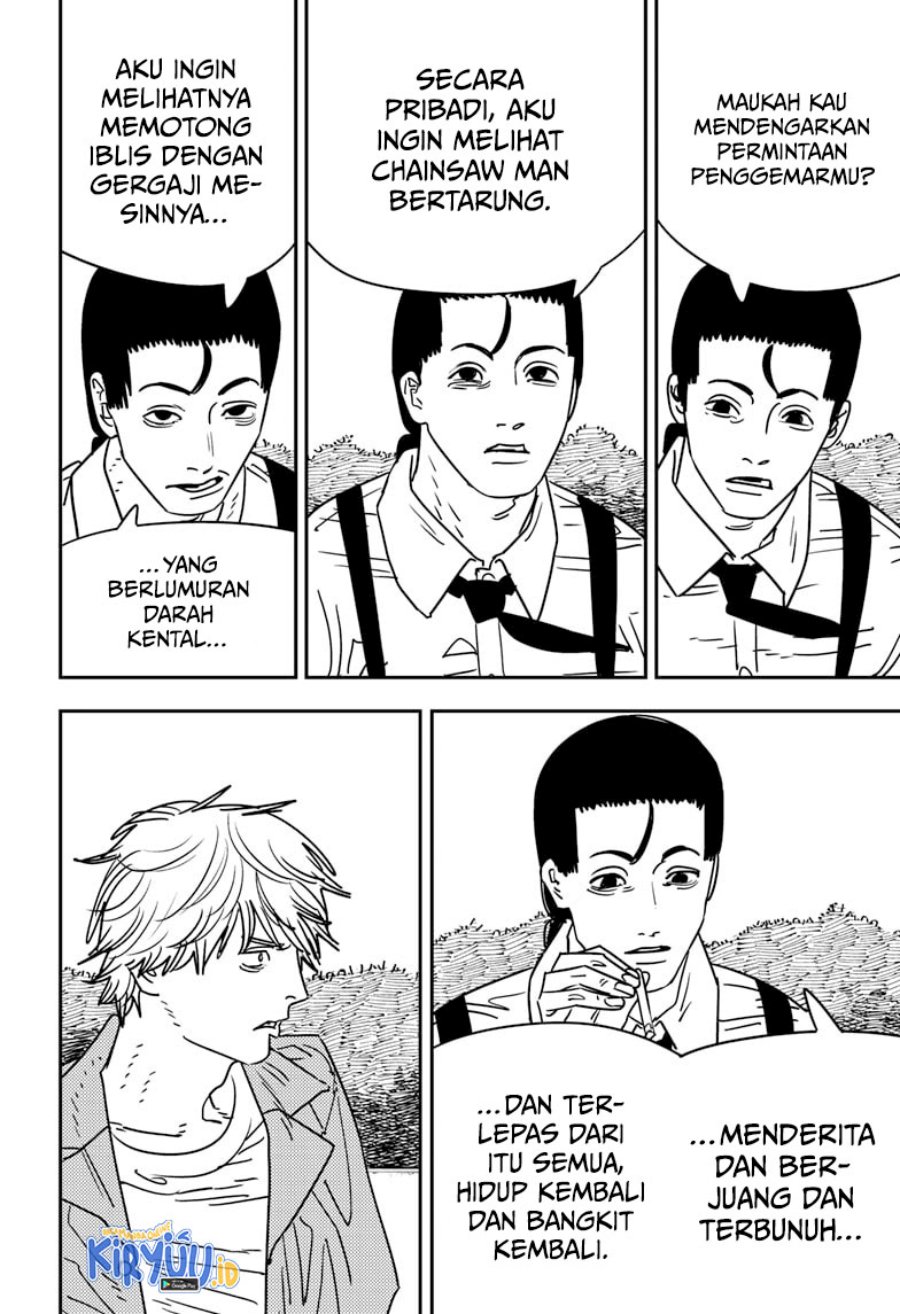 MAUKAH KAU
MENDENGARKAN
PERMINTAAN
PENGGEMARMU?
SECARA
PRIBADI, AKU
INGIN MELIHAT
CHAINSAW MAN
BERTARUNG.
AKU INGIN
MELIHATNYA
MEMOTONG
IBLIS DENGAN
GERGAJI ME-
SINNYA...
...YANG
BERLUMURAN
DARAH
KENTAL...
...MENDERITA
DAN BER-
JUANG DAN
TERBUNUH...
...DAN TER-
LEPAS DARI
ITU SEMUA,
HIDUP KEMBALI
DAN BANGKIT
KEMBALI.
KIRYUU.id
Google Play